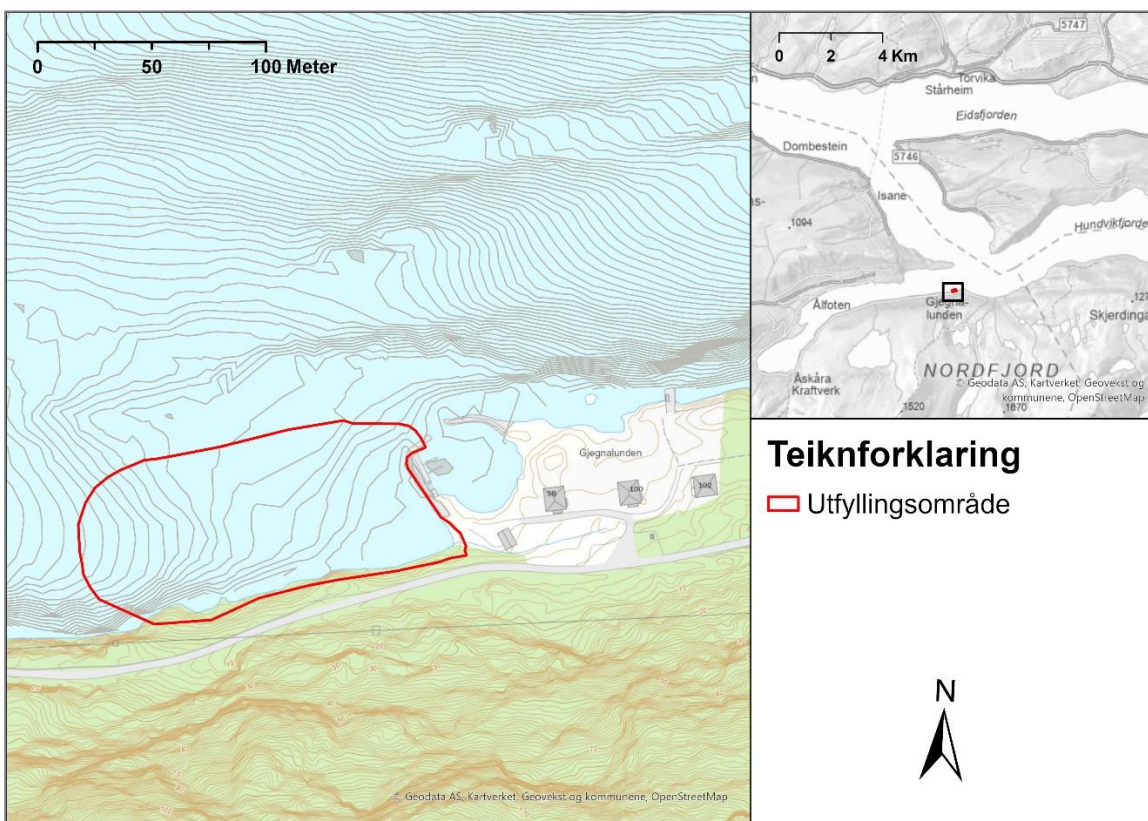 0 50 100 Meter
Gjegnalunden
98
100
102
© Geodata AS, Kartverket, Geovekst og kommunene, OpenStreetMap
0 2 4 Km
5747
Torvika
Stårheim
Eidsfjorden
Dombestein
5746
Isane
1094
Hundvikfjorde
Ålfoten
Gjegna-
lunden
Skjerdinga
NORDFJORD
Åskåra
Kraftverk
© Geodata AS, Kartverket, Geovekst og
kommunene, OpenStreetMap
1520
1670
Teiknforklaring
Utfyllingsområde
N